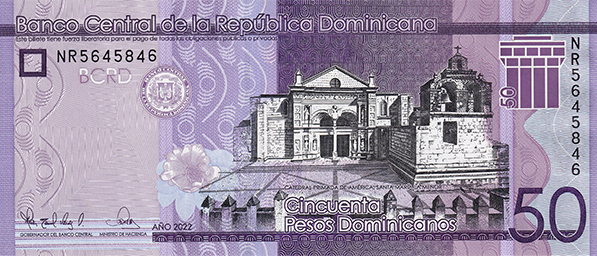 Banco Central de la República Dominicana
Este billete tiene fuerza liberatoria para el pago de todas las obligaciones públicas o privadas
NR5645846
BCRD
50
NR5645846
CATEDRAL PRIMADA DE AMÉRICA, SANTA MARÍA LA MENOR
Cincuenta
Pesos Dominicanos
50
AÑO 2022
GOBERNADOR DEL BANCO CENTRAL
MINISTRO DE HACIENDA